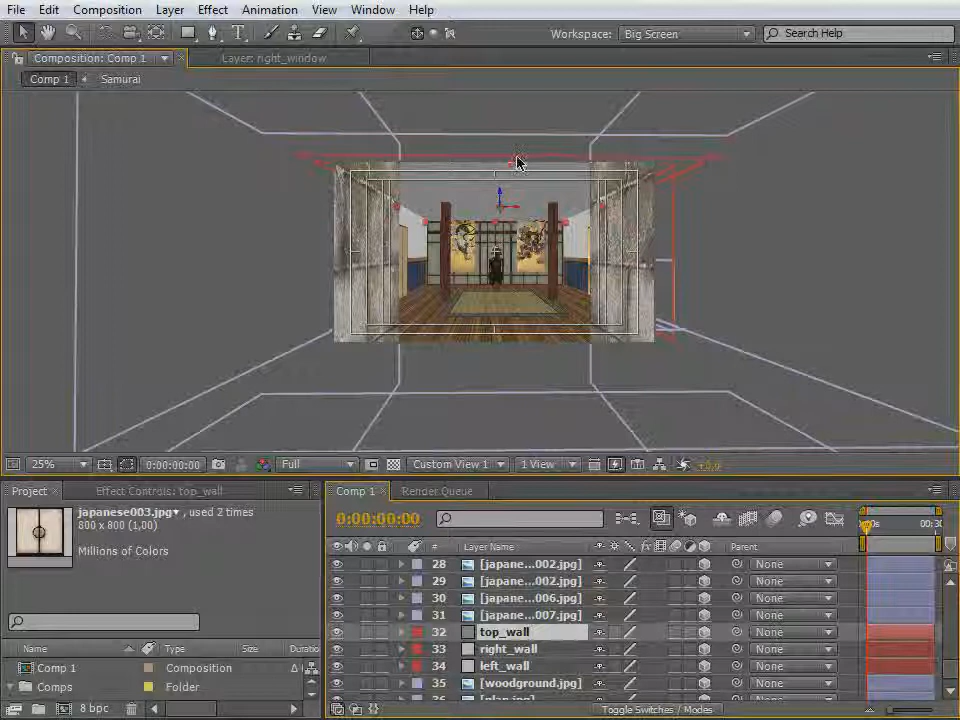 File Edit Composition Layer Effect Animation View Window Help
Workspace: Big Screen Search Help
Composition: Comp 1 Layer: right_window
Comp 1 Samurai
25% 0:00:00:00 Full Custom View 1 1 View +0,0
Project Effect Controls: top_wall
japanese003.jpg , used 2 times
800 x 800 (1,00)
Millions of Colors
Name Type Size
Comp 1 Composition
Comps Folder
8 bpc
Comp 1 Render Queue
0:00:00:00 00:30
# Layer Name Parent
28 [japane...002.jpg] None
29 [japane...002.jpg] None
30 [japane...006.jpg] None
31 [japane...007.jpg] None
32 top_wall None
33 right_wall None
34 left_wall None
35 [woodground.jpg] None
Toggle Switches / Modes